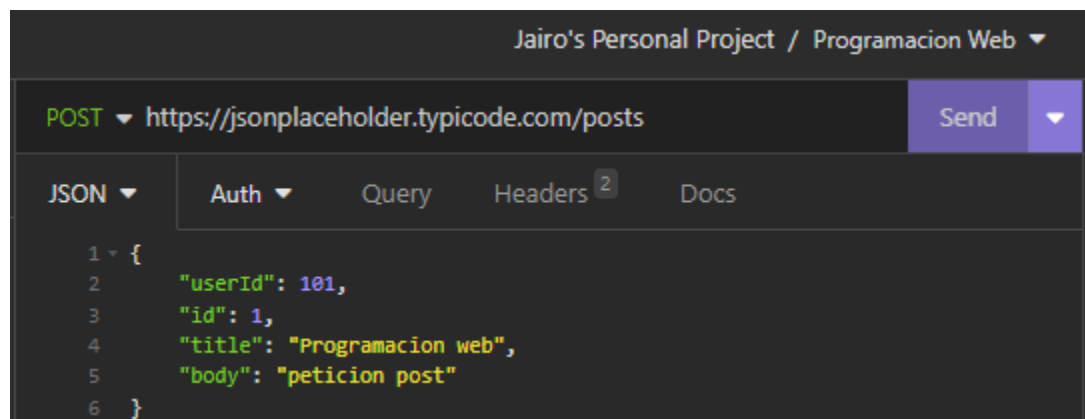 Jairo's Personal Project / Programacion Web
POST https://jsonplaceholder.typicode.com/posts Send
JSON Auth Query Headers 2 Docs
1 {
2 "userId": 101,
3 "id": 1,
4 "title": "Programacion web",
5 "body": "peticion post"
6 }